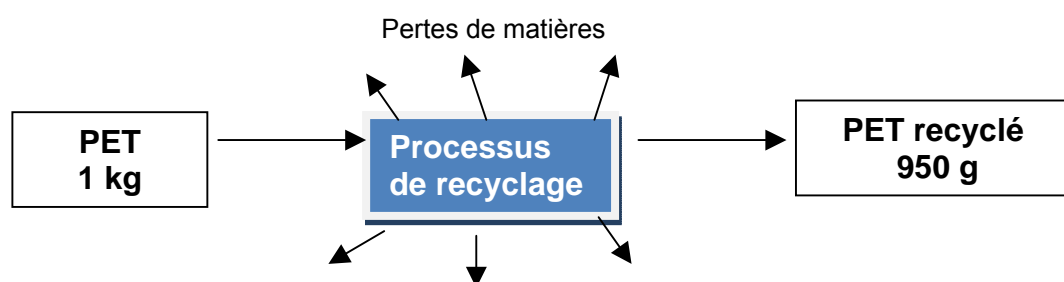 Pertes de matières
PET
1 kg
Processus
de recyclage
PET recyclé
950 g